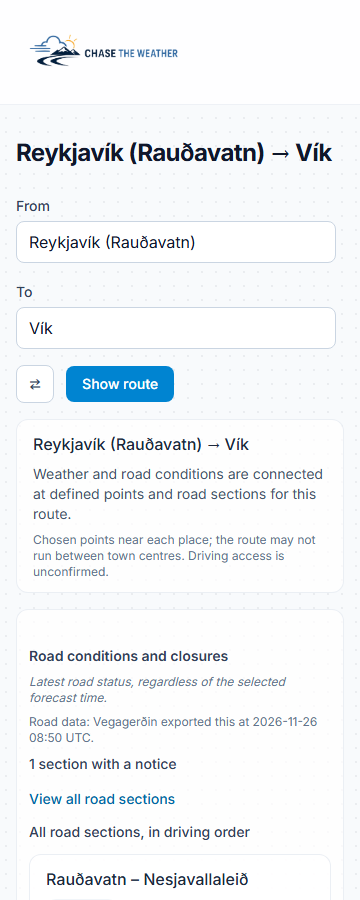 CHASE THE WEATHER
Reykjavík (Rauðavatn) → Vík
From
Reykjavík (Rauðavatn)
To
Vík
⇄ Show route
Reykjavík (Rauðavatn) → Vík
Weather and road conditions are connected
at defined points and road sections for this
route.
Chosen points near each place; the route may not
run between town centres. Driving access is
unconfirmed.
Road conditions and closures
Latest road status, regardless of the selected
forecast time.
Road data: Vegagerðin exported this at 2026-11-26
08:50 UTC.
1 section with a notice
View all road sections
All road sections, in driving order
Rauðavatn – Nesjavallaleið